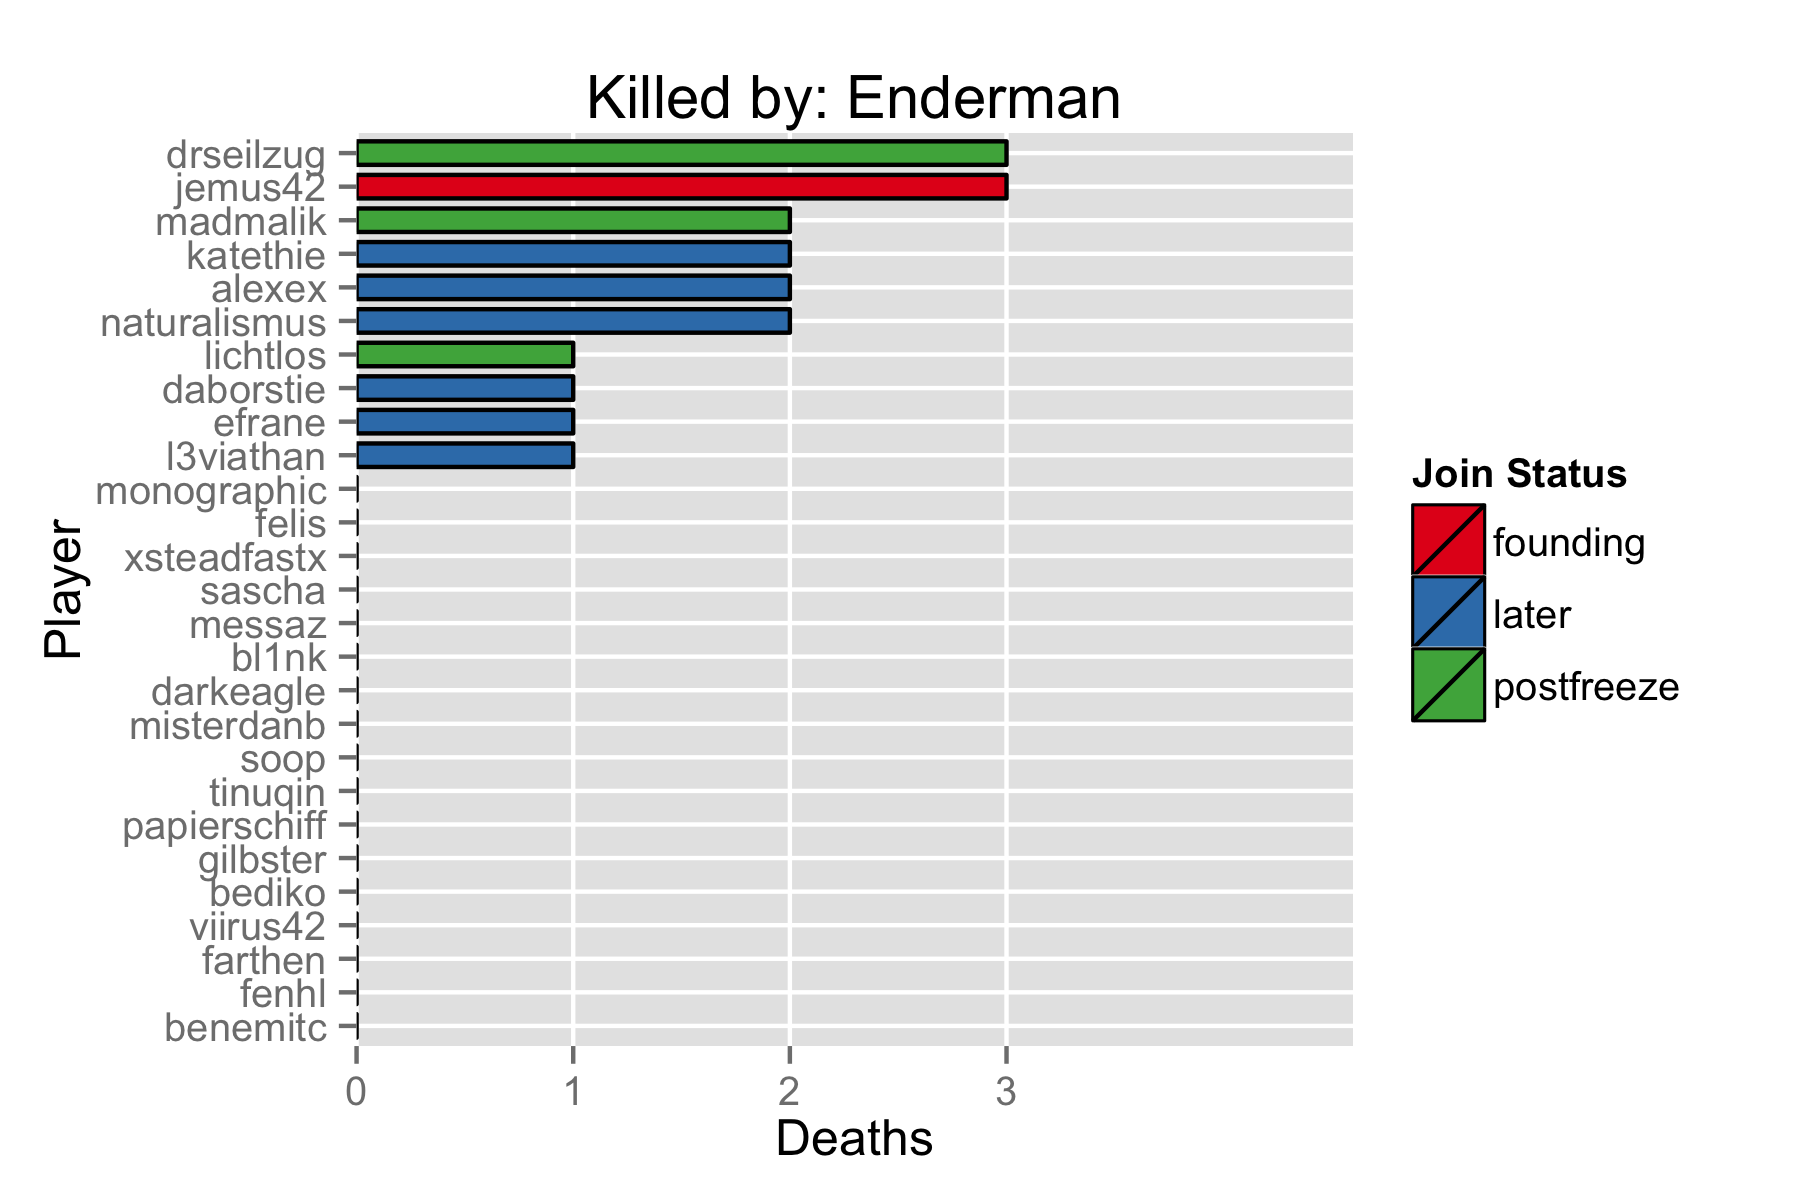 Killed by: Enderman
drseilzug
jemus42
madmalik
katethie
alexex
naturalismus
lichtlos
daborstie
efrane
l3viathan
monographic
felis
xsteadfastx
sascha
messaz
bl1nk
darkeagle
misterdanb
soop
tinuqin
papierschiff
gilbster
bediko
viirus42
farthen
fenhl
benemitc
Player
0 1 2 3
Deaths
Join Status
founding
later
postfreeze